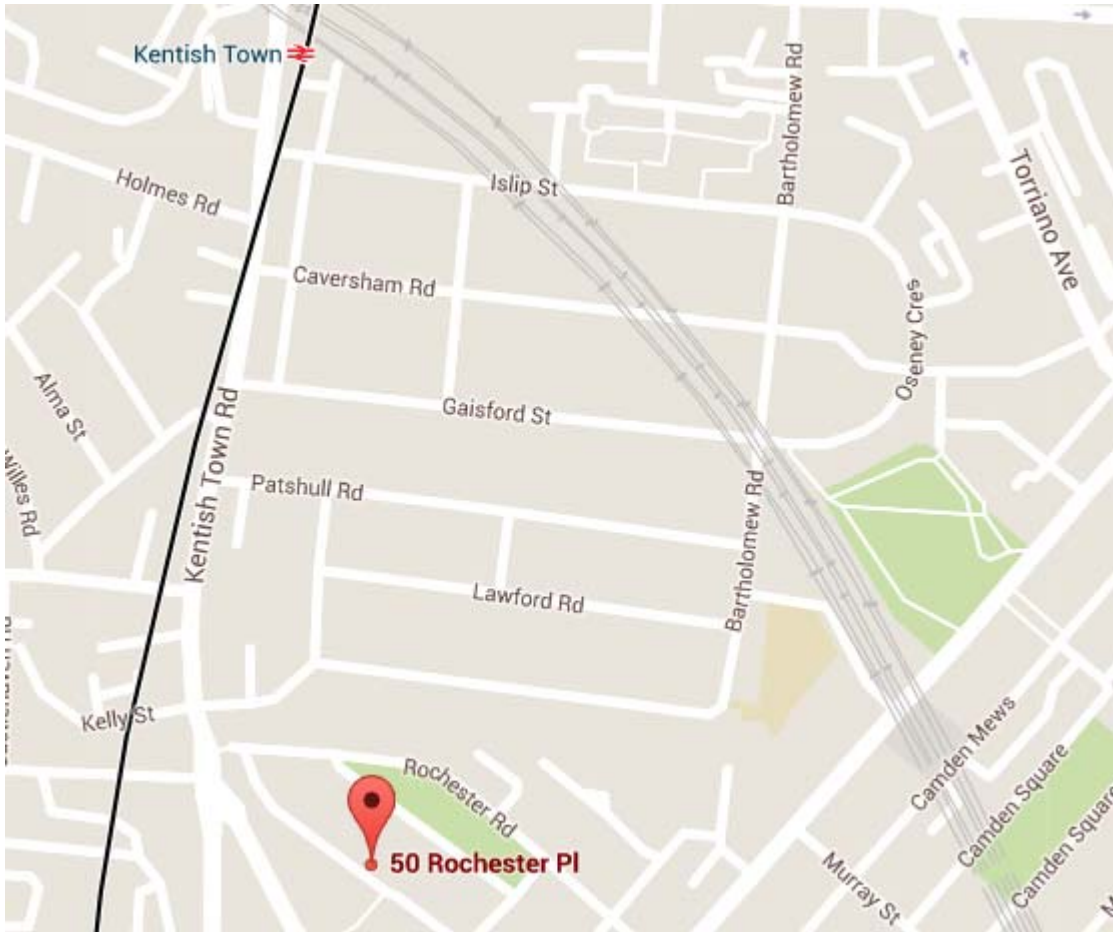 Kentish Town
Bartholomew Rd
Torriano Ave
Holmes Rd
Islip St
Caversham Rd
Oseney Cres
Alma St
Gaisford St
Kentish Town Rd
Willes Rd
Patshull Rd
Bartholomew Rd
Lawford Rd
Kelly St
Camden Mews
Camden Square
Camden Square
Rochester Rd
50 Rochester Pl
Murray St